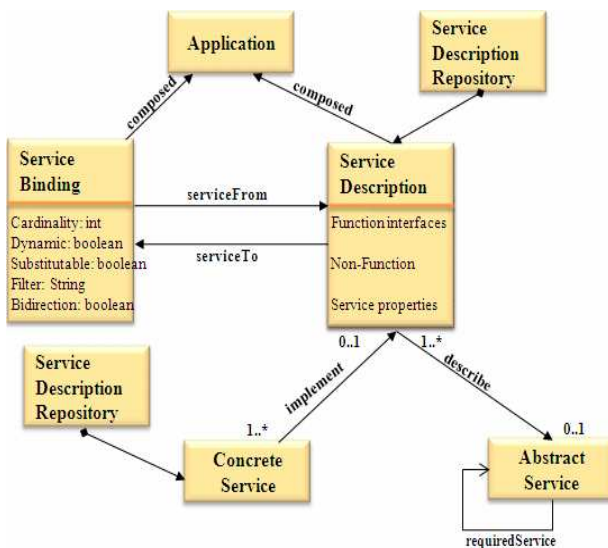 Application
Service
Description
Repository
composed
composed
Service
Binding
Cardinality: int
Dynamic: boolean
Substitutable: boolean
Filter: String
Bidirection: boolean
serviceFrom
serviceTo
Service
Description
Function interfaces
Non-Function
Service properties
0..1
1..*
implement
describe
Service
Description
Repository
1..*
0..1
Concrete
Service
Abstract
Service
requiredService